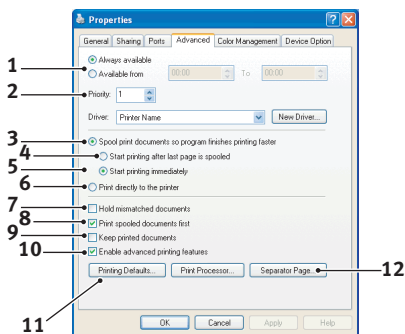 Properties
General Sharing Ports Advanced Color Management Device Option
1 Always available
Available from 00:00 To 00:00
2 Priority: 1
Driver: Printer Name New Driver...
3 Spool print documents so program finishes printing faster
4 Start printing after last page is spooled
5 Start printing immediately
6 Print directly to the printer
7 Hold mismatched documents
8 Print spooled documents first
9 Keep printed documents
10 Enable advanced printing features
Printing Defaults... Print Processor... Separator Page... 12
11
OK Cancel Apply Help